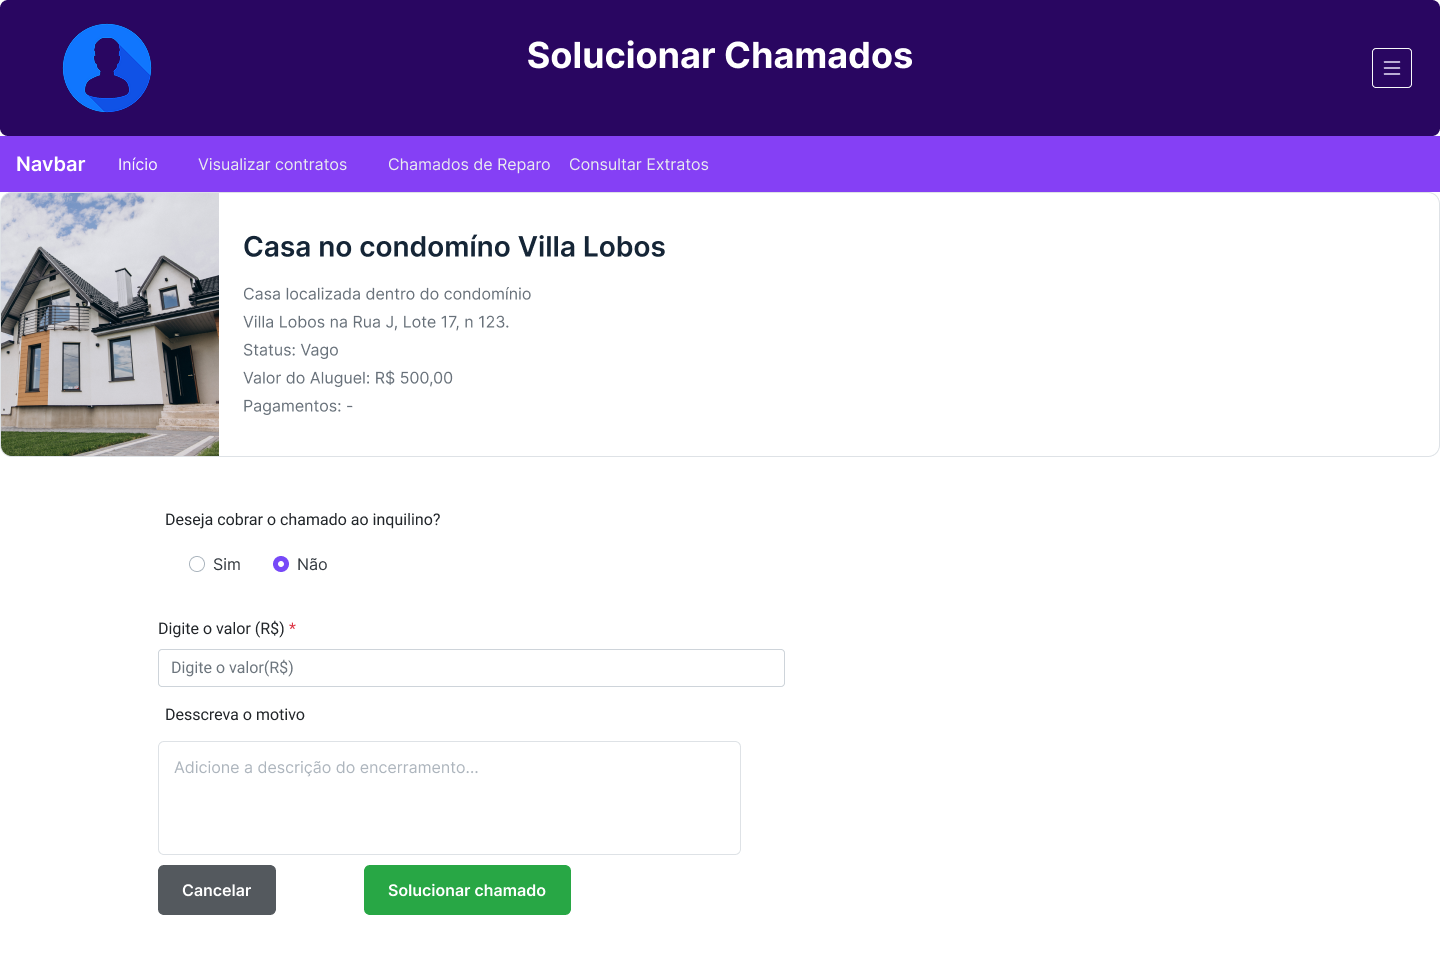 Solucionar Chamados
Navbar Início Visualizar contratos Chamados de Reparo Consultar Extratos
Casa no condomíno Villa Lobos
Casa localizada dentro do condomínio
Villa Lobos na Rua J, Lote 17, n 123.
Status: Vago
Valor do Aluguel: R$ 500,00
Pagamentos: -
Deseja cobrar o chamado ao inquilino?
Sim Não
Digite o valor (R$) *
Digite o valor(R$)
Desscreva o motivo
Adicione a descrição do encerramento...
Cancelar Solucionar chamado